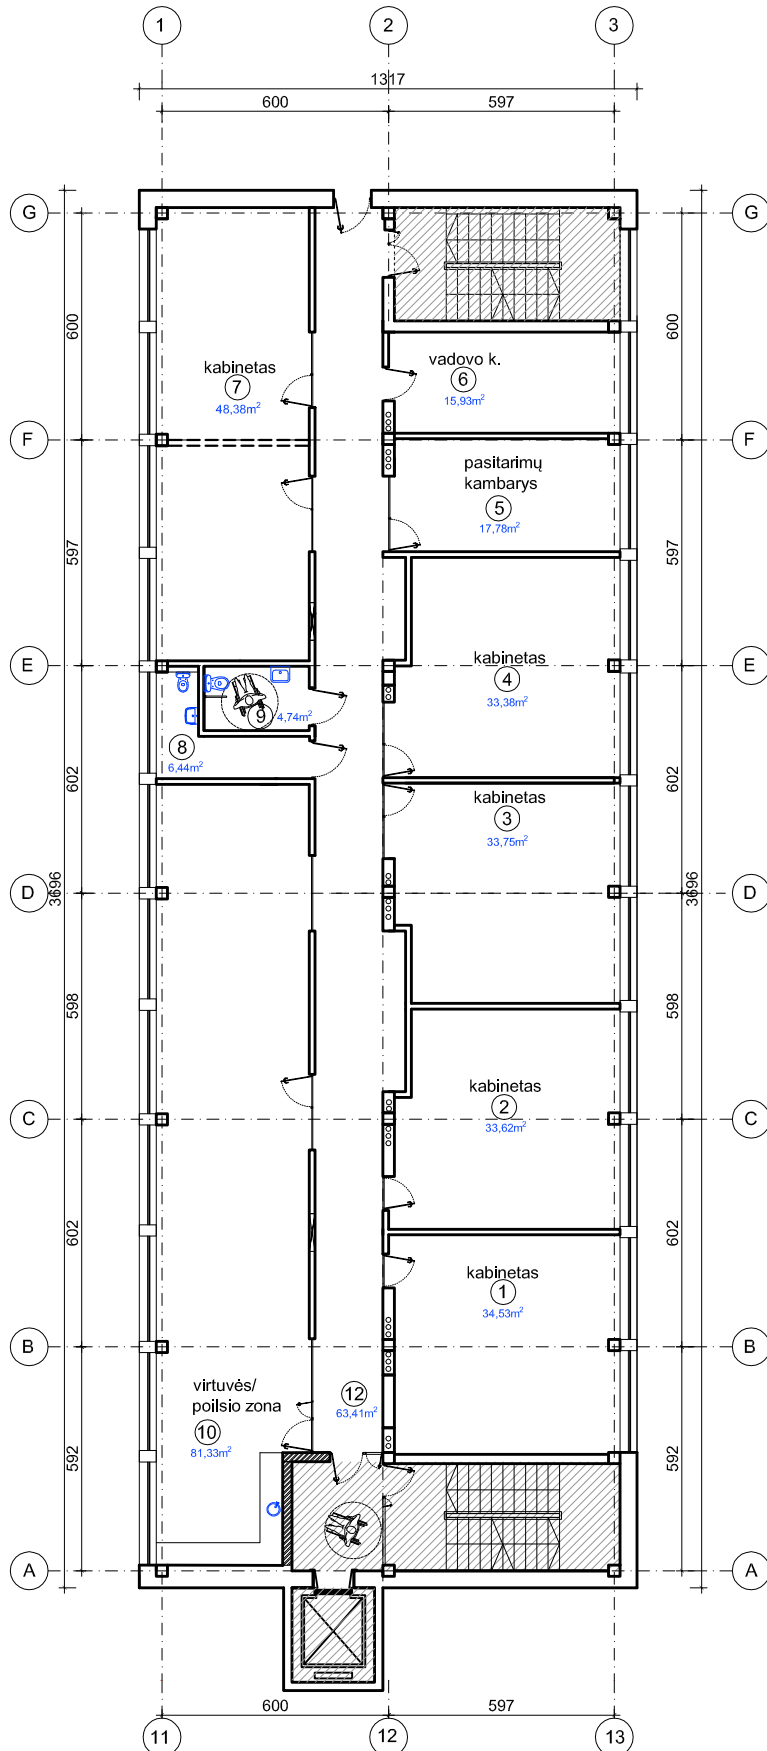 1 2 3
1317
600 597
G G
600 600
kabinetas
7
48,38m²
vadovo k.
6
15,93m²
F F
pasitarimų
kambarys
5
17,78m²
597 597
E E
kabinetas
4
33,38m²
9 4,74m²
8
6,44m²
602 602
kabinetas
3
33,75m²
D D
3696 3696
598 598
kabinetas
2
33,62m²
C C
602 602
kabinetas
1
34,53m²
B B
virtuvės/
poilsio zona
10
81,33m²
12
63,41m²
592 592
A A
600 597
11 12 13